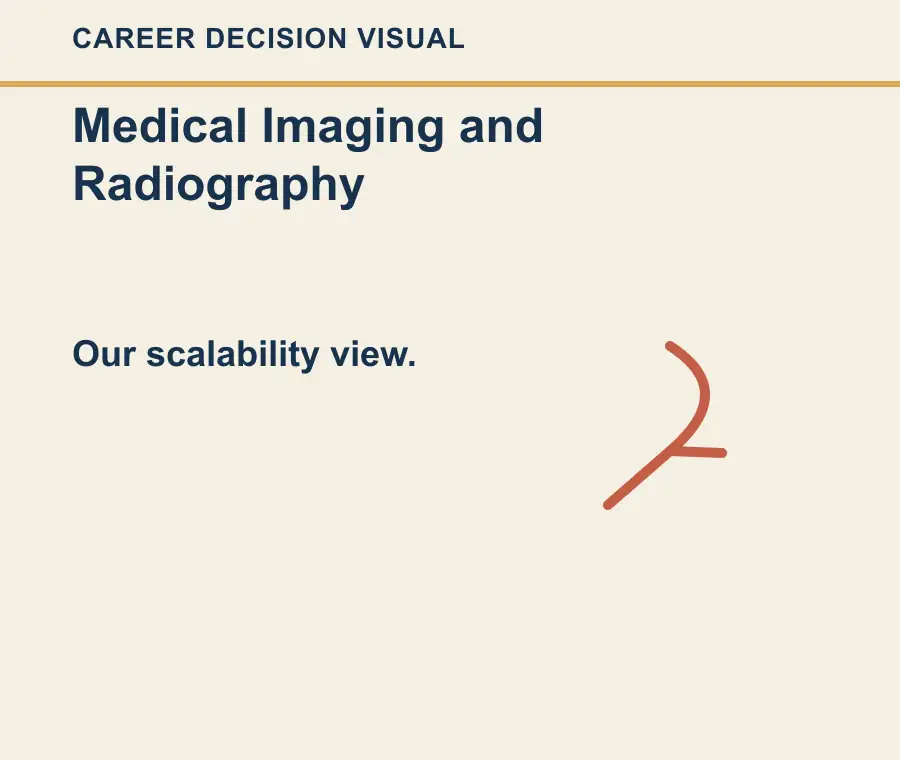 CAREER DECISION VISUAL
Medical Imaging and
Radiography
Our scalability view.